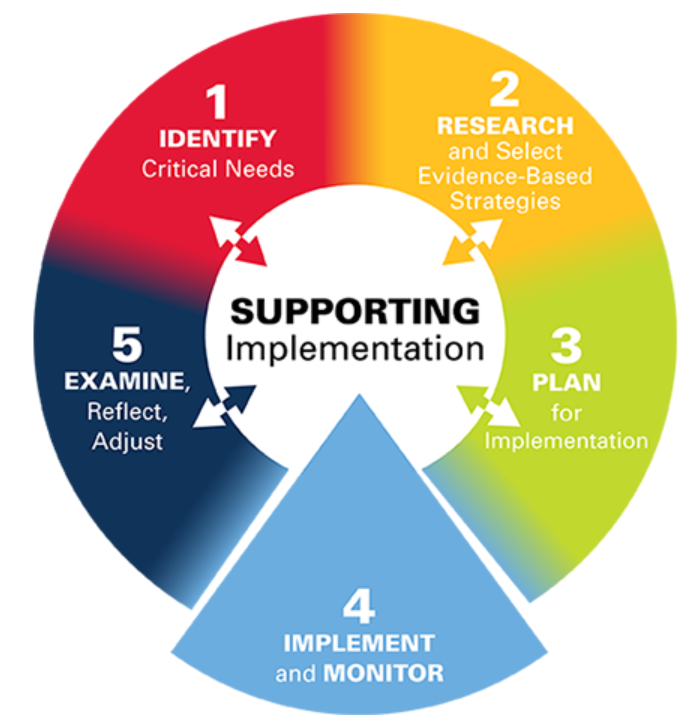 1
IDENTIFY
Critical Needs
2
RESEARCH
and Select
Evidence-Based
Strategies
SUPPORTING
Implementation
3
PLAN
for
Implementation
4
IMPLEMENT
and MONITOR
5
EXAMINE,
Reflect,
Adjust